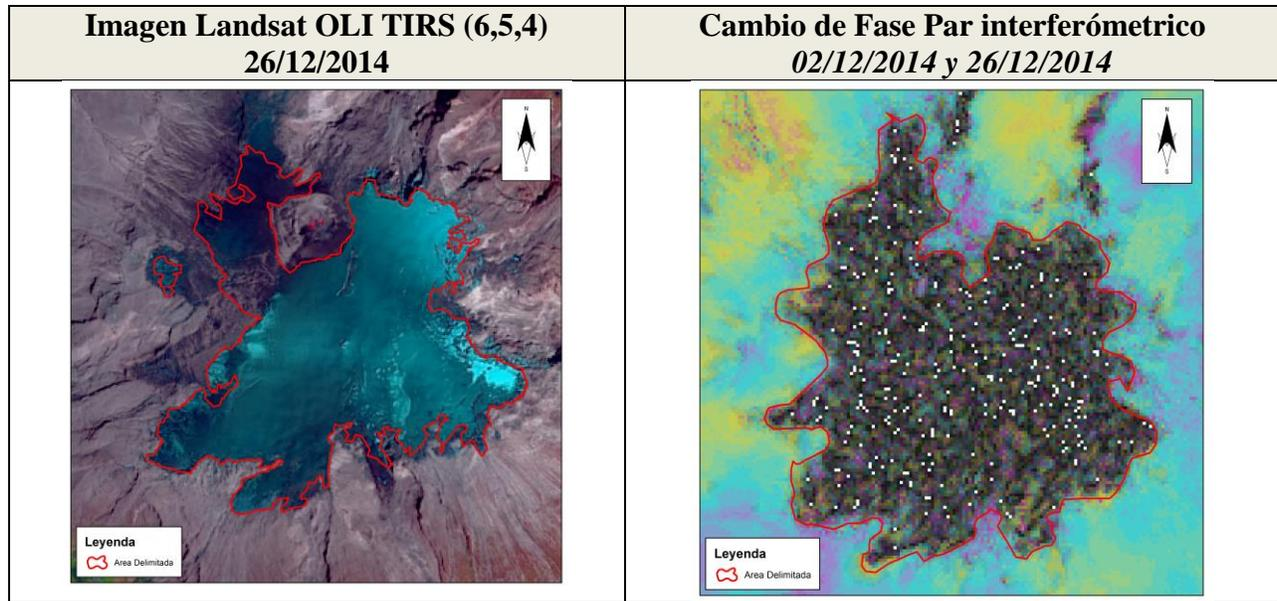 Imagen Landsat OLI TIRS (6,5,4)
26/12/2014
Cambio de Fase Par interferómetrico
02/12/2014 y 26/12/2014
N
S
Leyenda
Area Delimitada
N
S
Leyenda
Area Delimitada